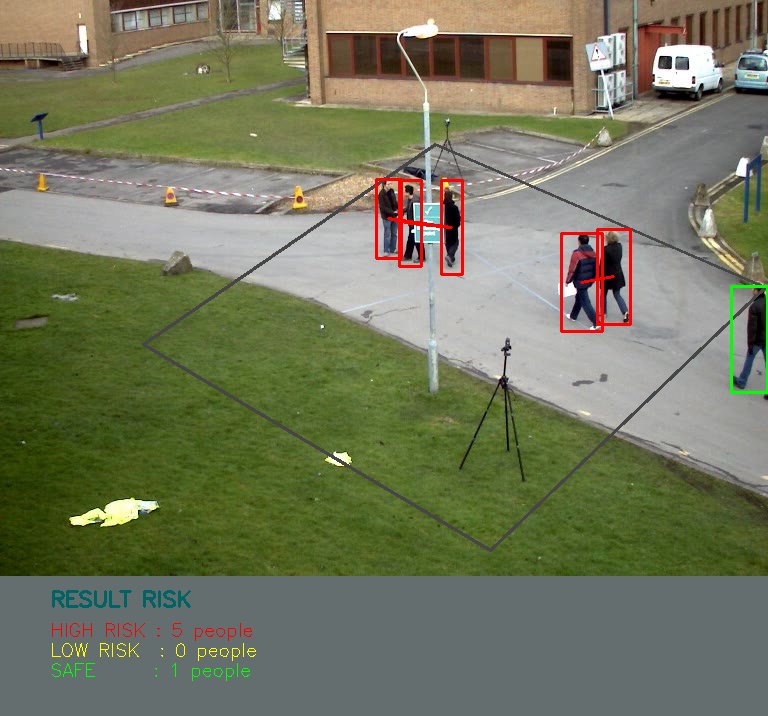 RESULT RISK
HIGH RISK : 5 people
LOW RISK : 0 people
SAFE : 1 people